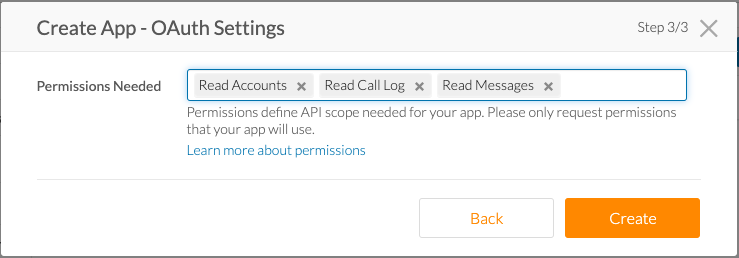 Create App - OAuth Settings
Step 3/3
Permissions Needed
Read Accounts × Read Call Log × Read Messages ×
Permissions define API scope needed for your app. Please only request permissions
that your app will use.
Learn more about permissions
Back
Create